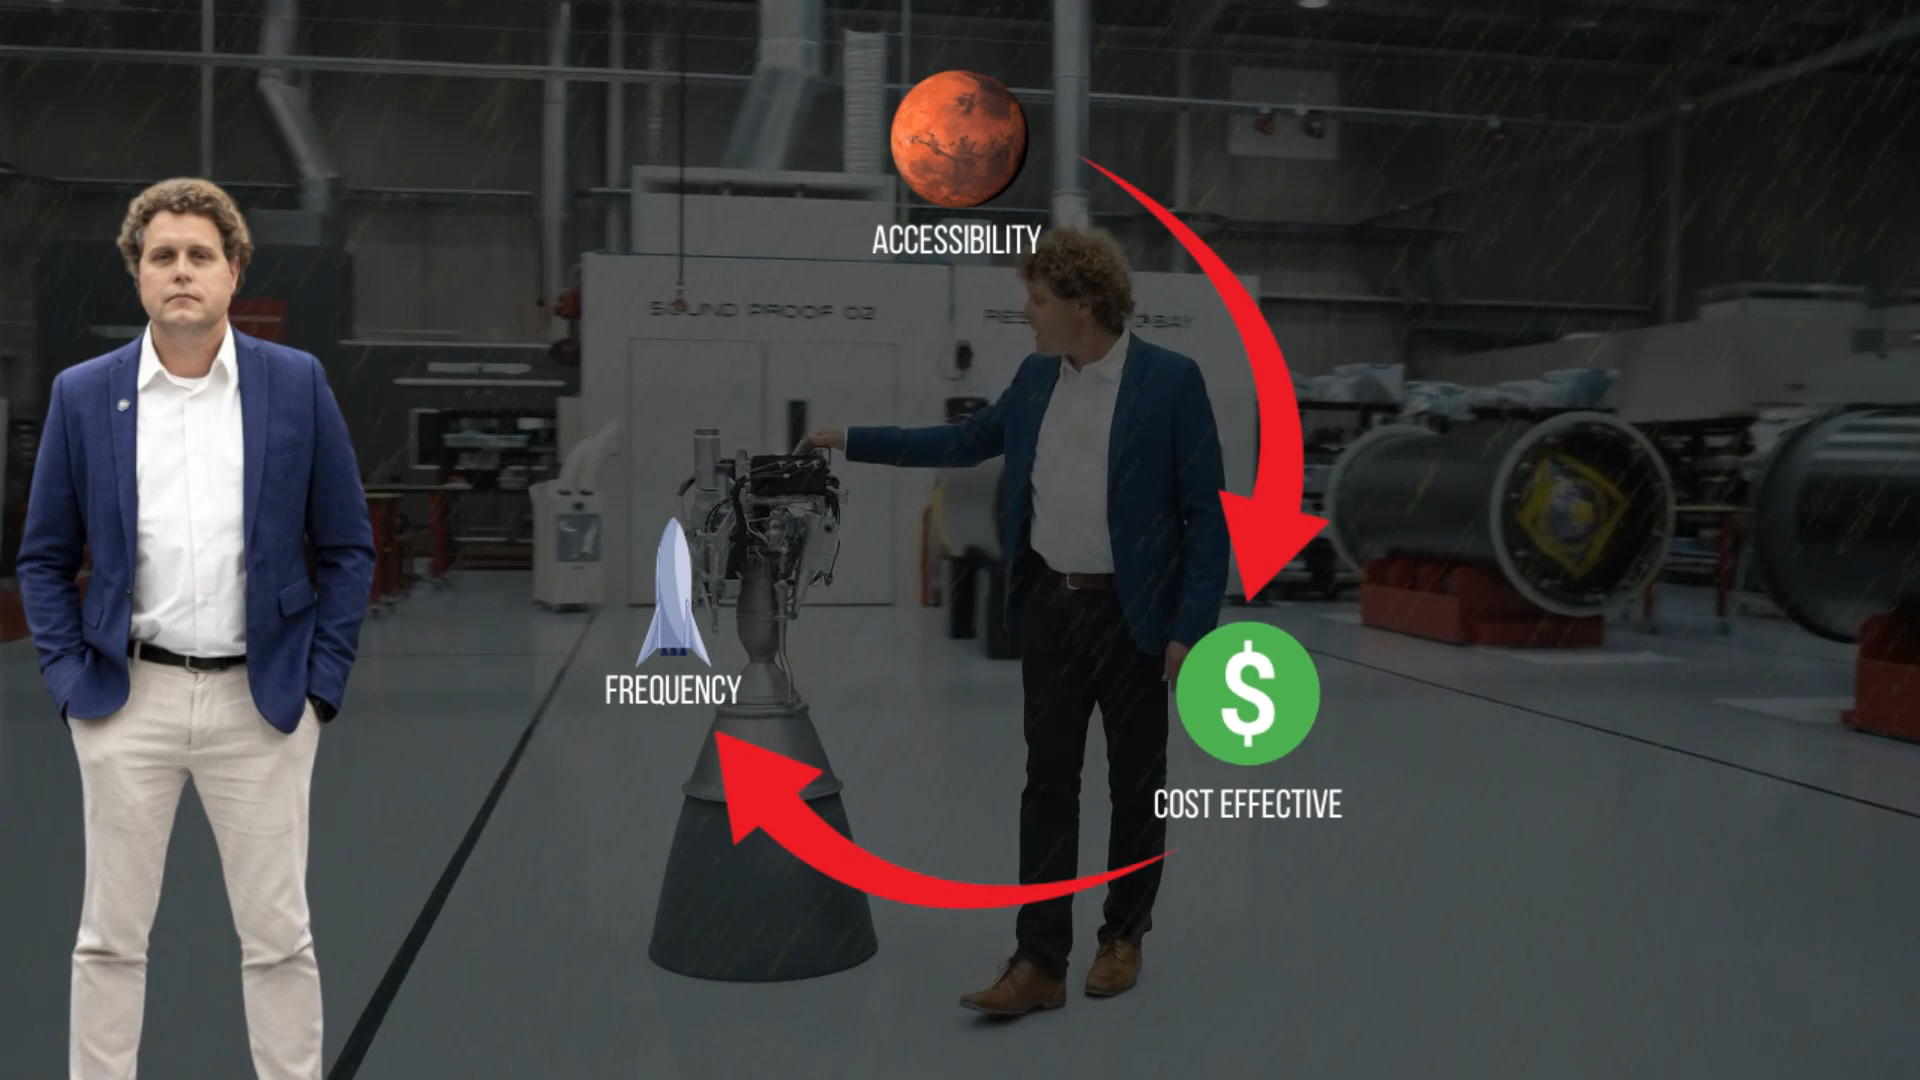 ACCESSIBILITY
SOUND PROOF 02
FREQUENCY
$
COST EFFECTIVE